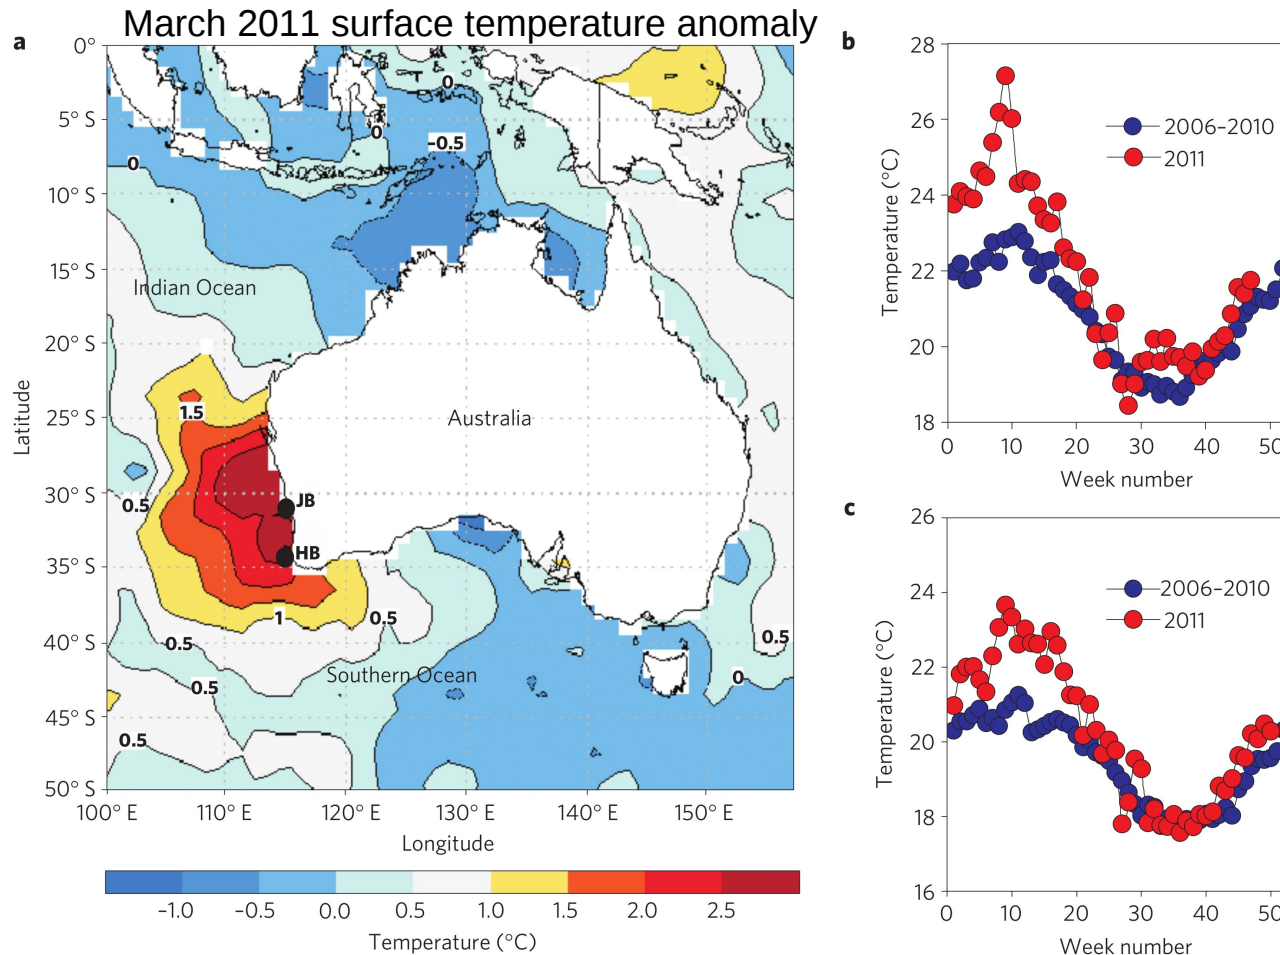 March 2011 surface temperature anomaly
a
0°
5° S
10° S
15° S
20° S
25° S
30° S
35° S
40° S
45° S
50° S
Latitude
100° E
110° E
120° E
130° E
140° E
150° E
Longitude
0
0
0
-0.5
Indian Ocean
1.5
Australia
0.5
JB
HB
1
0.5
0.5
0.5
0.5
0
Southern Ocean
0.5
-1.0
-0.5
0.0
0.5
1.0
1.5
2.0
2.5
Temperature (°C)
b
28
26
24
22
20
18
Temperature (°C)
2006–2010
2011
0
10
20
30
40
50
Week number
c
26
24
22
20
18
16
Temperature (°C)
2006–2010
2011
0
10
20
30
40
50
Week number